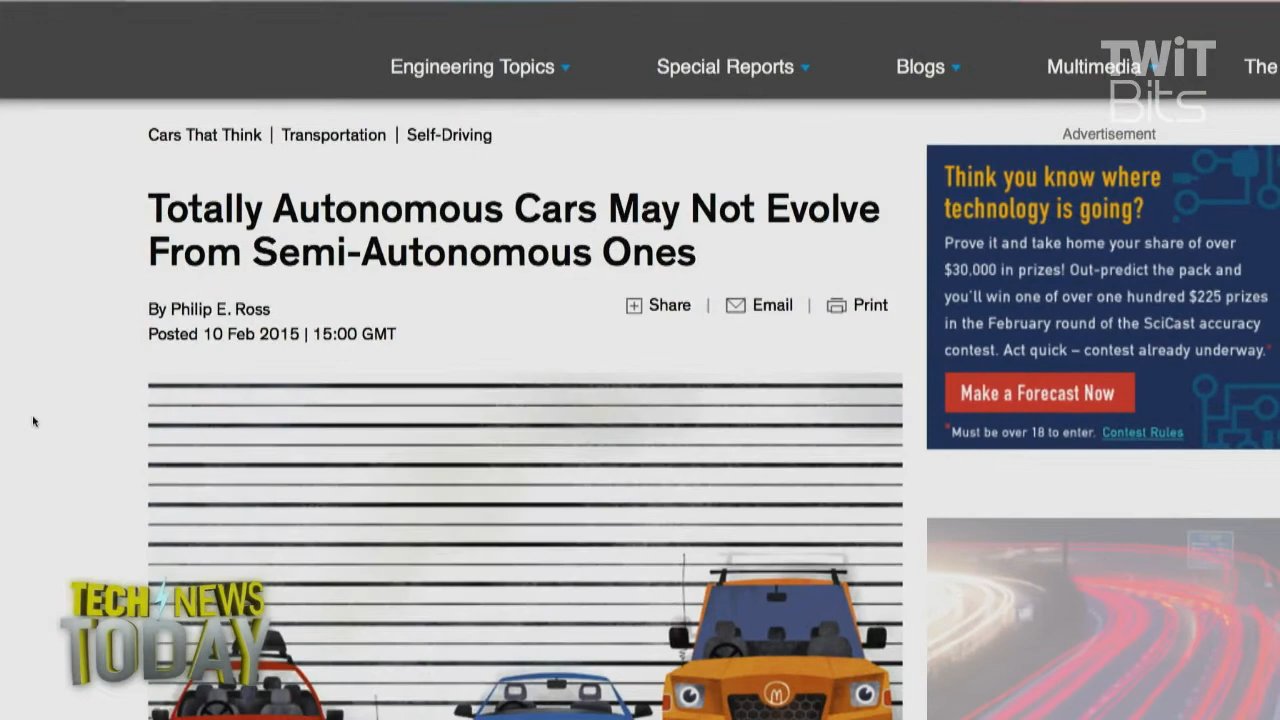 Engineering Topics
Special Reports
Blogs
Multimedia
The
TWiT
Bits
Cars That Think | Transportation | Self-Driving
Advertisement
Totally Autonomous Cars May Not Evolve
From Semi-Autonomous Ones
By Philip E. Ross
Posted 10 Feb 2015 | 15:00 GMT
Share | Email | Print
Think you know where
technology is going?
Prove it and take home your share of over
$30,000 in prizes! Out-predict the pack and
you'll win one of over one hundred $225 prizes
in the February round of the SciCast accuracy
contest. Act quick – contest already underway.*
Make a Forecast Now
*Must be over 18 to enter. Contest Rules
TECH NEWS
TODAY
M